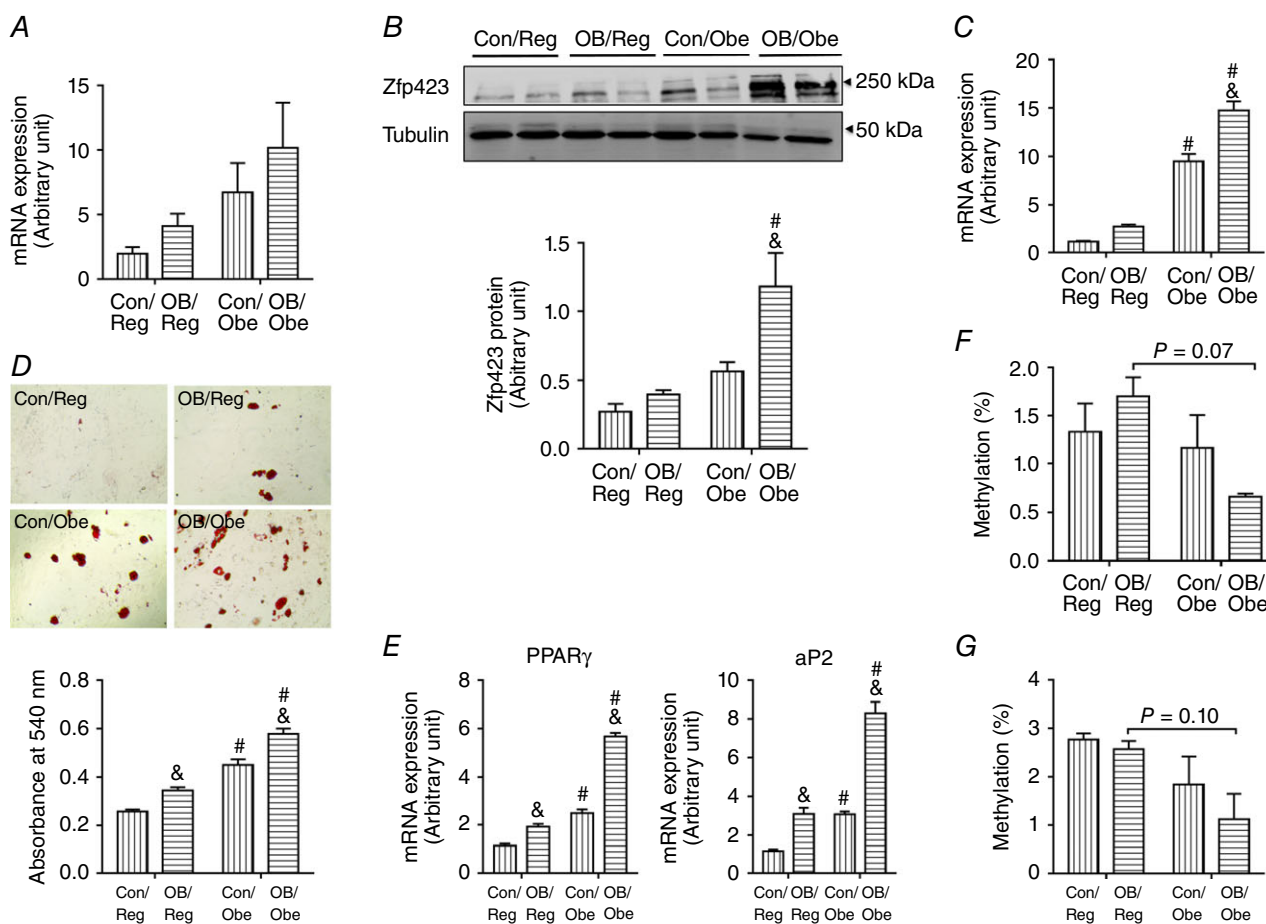 A
mRNA expression
(Arbitrary unit)
15
10
5
0
Con/
Reg
OB/
Reg
Con/
Obe
OB/
Obe
B
Con/Reg
OB/Reg
Con/Obe
OB/Obe
Zfp423
250 kDa
Tubulin
50 kDa
Zfp423 protein
(Abitrary unit)
1.5
1.0
0.5
0.0
#
&
Con/
Reg
OB/
Reg
Con/
Obe
OB/
Obe
C
mRNA expression
(Arbitrary unit)
20
15
10
5
0
#
#
&
Con/
Reg
OB/
Reg
Con/
Obe
OB/
Obe
D
Con/Reg
OB/Reg
Con/Obe
OB/Obe
Absorbance at 540 nm
0.8
0.6
0.4
0.2
0.0
&
#
#
&
Con/
Reg
OB/
Reg
Con/
Obe
OB/
Obe
E
PPARγ
mRNA expression
(Arbitrary unit)
8
6
4
2
0
&
#
#
&
Con/
Reg
OB/
Reg
Con/
Obe
OB/
Obe
aP2
mRNA expression
(Arbitrary unit)
10
8
6
4
2
0
&
#
#
&
Con/
Reg
OB/
Reg
Con/
Obe
OB/
Obe
F
P = 0.07
Methylation (%)
2.0
1.5
1.0
0.5
0.0
Con/
Reg
OB/
Reg
Con/
Obe
OB/
Obe
G
P = 0.10
Methylation (%)
3
2
1
0
Con/
Reg
OB/
Reg
Con/
Obe
OB/
Obe